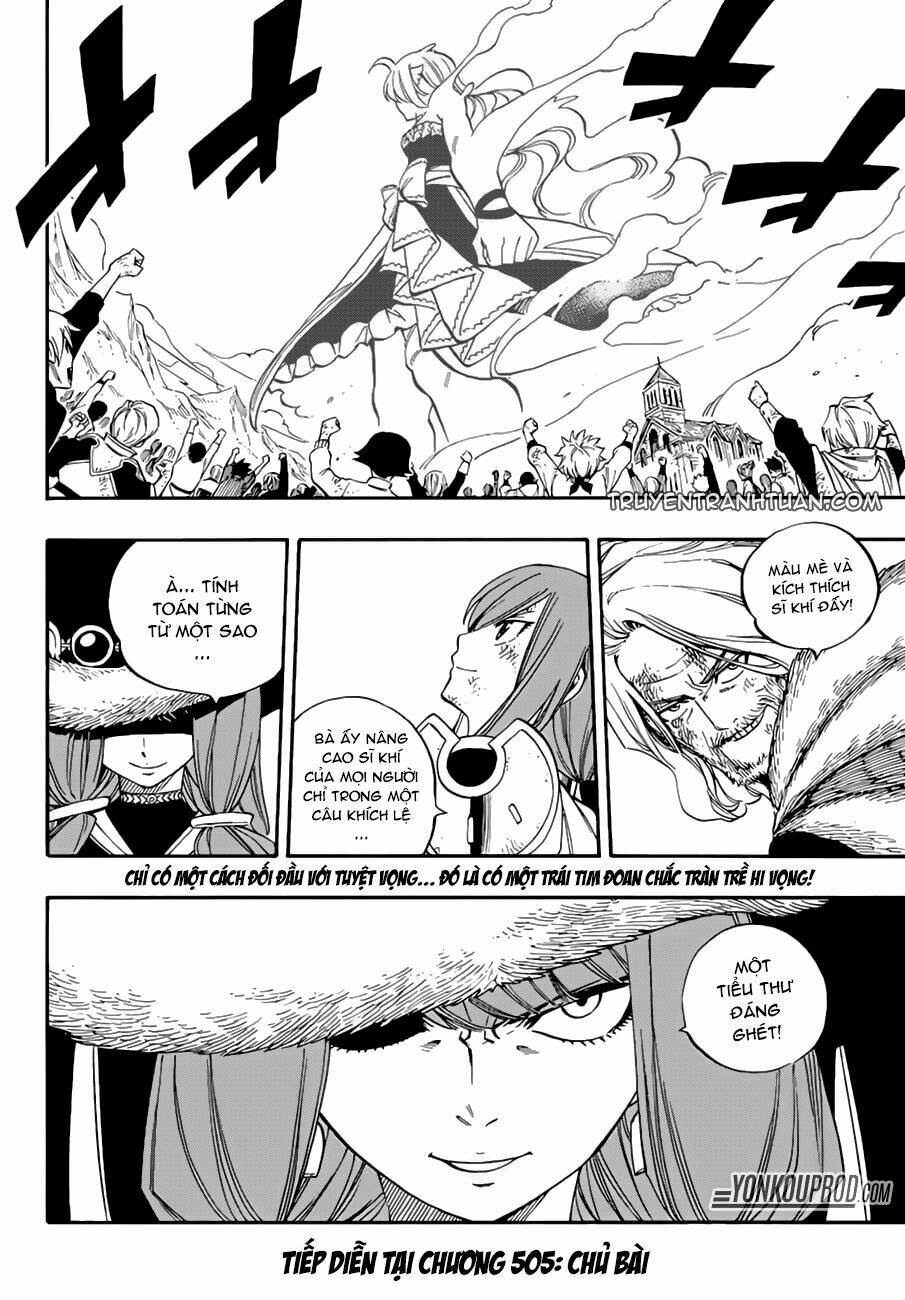 TRUYENTRANHTUAN.COM
À... TÍNH
TOÁN TỪNG
TỪ MỘT SAO
...
BÀ ẤY NÂNG
CAO SĨ KHÍ
CỦA MỌI NGƯỜI
CHỈ TRONG MỘT
CÂU KHÍCH LỆ
...
MÀU MÈ VÀ
KÍCH THÍCH
SĨ KHÍ ĐẤY!
CHỈ CÓ MỘT CÁCH ĐỐI ĐẦU VỚI TUYỆT VỌNG... ĐÓ LÀ CÓ MỘT TRÁI TIM ĐOAN CHẮC TRÀN TRỀ HI VỌNG!
MỘT
TIỂU THƯ
ĐÁNG
GHÉT!
YONKOUPROD.COM
TIẾP DIỄN TẠI CHƯƠNG 505: CHỦ BÀI